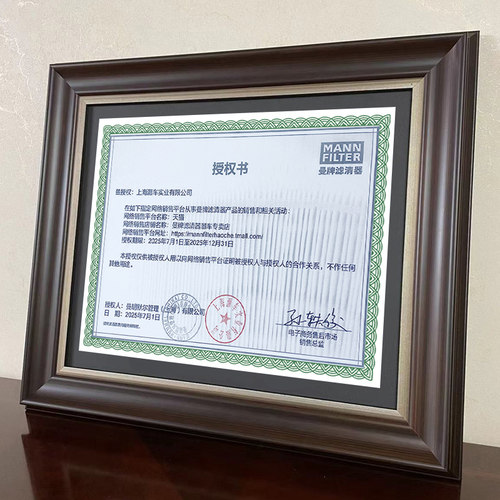 MANN
FILTER
曼牌滤清器
授权书
兹授权：上海灏车实业有限公司
在如下指定网络销售平台从事曼牌滤清器产品的销售和相关活动：
网络销售平台名称：天猫
网络销售店铺名称：曼牌滤清器灏车专卖店
网络销售平台网址：https://mannfilterhaoche.tmall.com/
授权期限：2025年7月1日至2025年12月31日
本授权仅供被授权人用以向网络销售平台证明被授权人与授权人的合作关系，不作任何
其他用途。
授权人：曼胡默尔管理（上海）有限公司
日 期：2025年7月1日
电子商务售后市场
销售总监